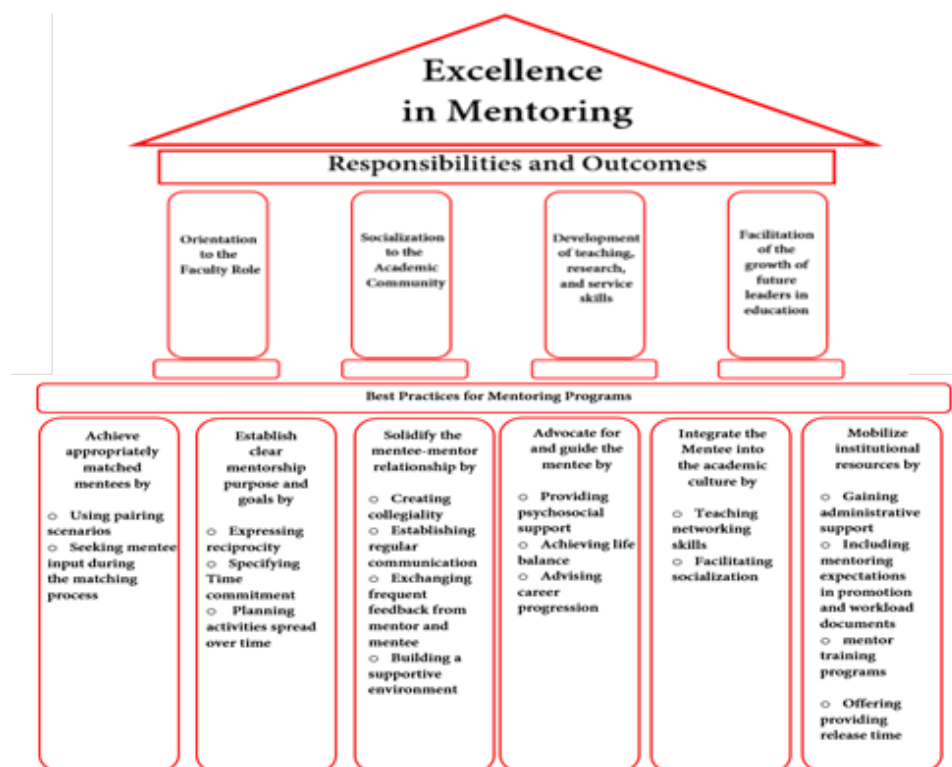 Excellence
in Mentoring
Responsibilities and Outcomes
Orientation
to the
Faculty Role
Socialization
to the
Academic
Community
Development
of teaching,
research,
and service
skills
Facilitation
of the
growth of
future
leaders in
education
Best Practices for Mentoring Programs
Achieve
appropriately
matched
mentees by
o Using pairing
scenarios
o Seeking mentee
input during
the matching
process
Establish
clear
mentorship
purpose and
goals by
o Expressing
reciprocity
o Specifying
Time
commitment
o Planning
activities spread
over time
Solidify the
mentee-mentor
relationship by
o Creating
collegiality
o Establishing
regular
communication
o Exchanging
frequent
feedback from
mentor and
mentee
o Building a
supportive
environment
Advocate for
and guide the
mentee by
o Providing
psychosocial
support
o Achieving life
balance
o Advising
career
progression
Integrate the
Mentee into
the academic
culture by
o Teaching
networking
skills
o Facilitating
socialization
Mobilize
institutional
resources by
o Gaining
administrative
support
o Including
mentoring
expectations
in promotion
and workload
documents
o mentor
training
programs
o Offering
providing
release time